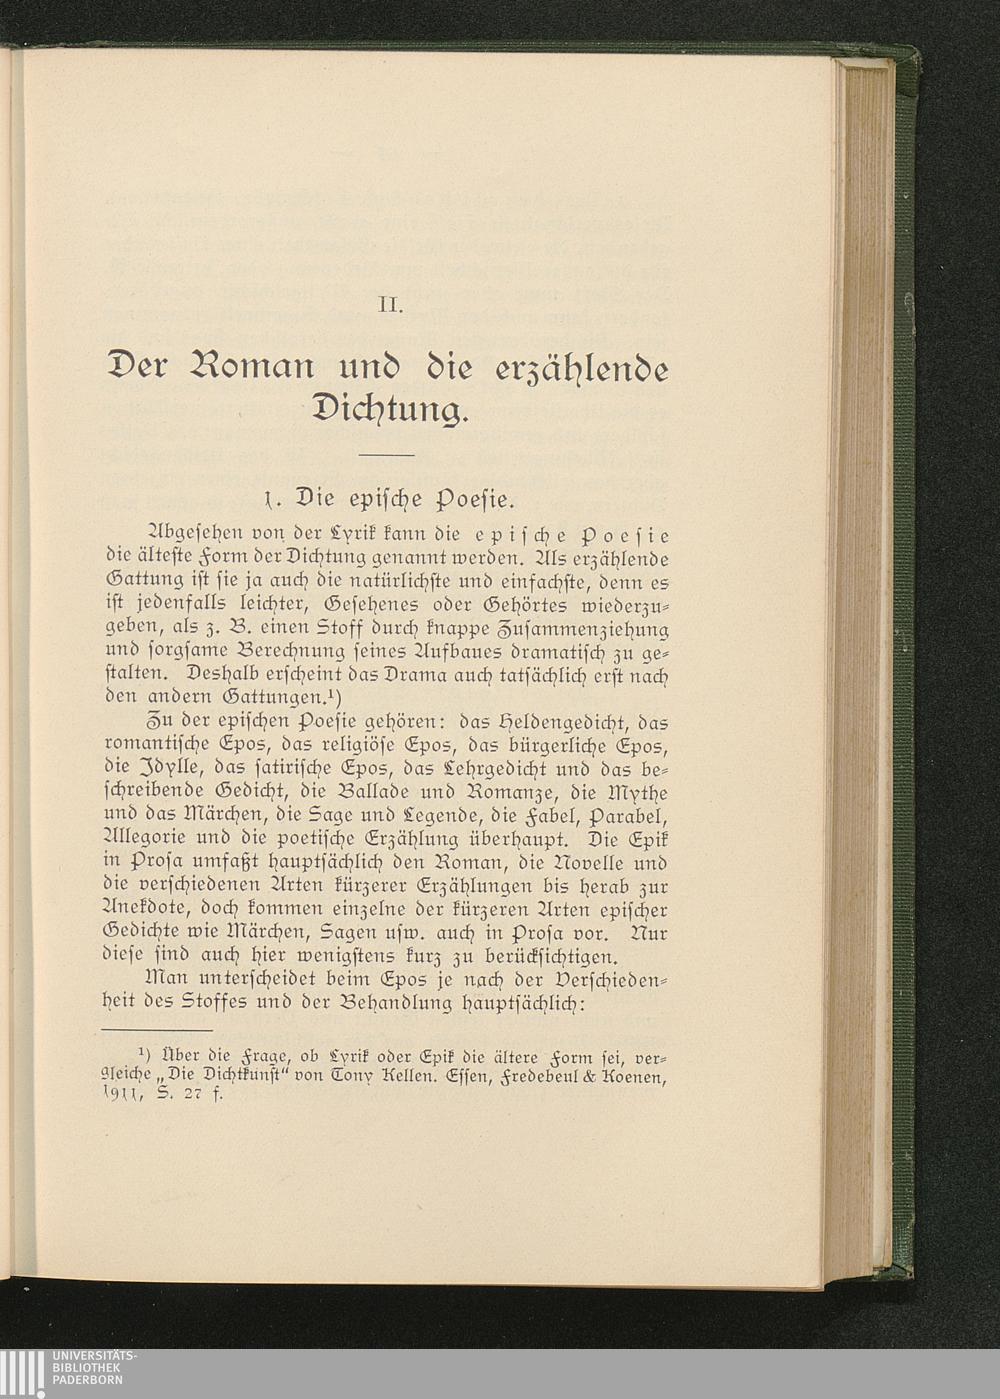 II.
Der Roman und die erzählende
Dichtung.
1. Die epische Poesie.
Abgesehen von der Lyrik kann die epische Poesie
die älteste Form der Dichtung genannt werden. Als erzählende
Gattung ist sie ja auch die natürlichste und einfachste, denn es
ist jedenfalls leichter, Gesehenes oder Gehörtes wiederzu-
geben, als z. B. einen Stoff durch knappe Zusammenziehung
und sorgsame Berechnung seines Aufbaues dramatisch zu ge-
stalten. Deshalb erscheint das Drama auch tatsächlich erst nach
den andern Gattungen.¹)
Zu der epischen Poesie gehören: das Heldengedicht, das
romantische Epos, das religiöse Epos, das bürgerliche Epos,
die Idylle, das satirische Epos, das Lehrgedicht und das be-
schreibende Gedicht, die Ballade und Romanze, die Mythe
und das Märchen, die Sage und Legende, die Fabel, Parabel,
Allegorie und die poetische Erzählung überhaupt. Die Epik
in Prosa umfaßt hauptsächlich den Roman, die Novelle und
die verschiedenen Arten kürzerer Erzählungen bis herab zur
Anekdote, doch kommen einzelne der kürzeren Arten epischer
Gedichte wie Märchen, Sagen usw. auch in Prosa vor. Nur
diese sind auch hier wenigstens kurz zu berücksichtigen.
Man unterscheidet beim Epos je nach der Verschieden-
heit des Stoffes und der Behandlung hauptsächlich:
¹) Über die Frage, ob Lyrik oder Epik die ältere Form sei, ver-
gleiche „Die Dichtkunst“ von Tony Kellen. Essen, Fredebeul & Koenen,
1911, S. 27 f.
UNIVERSITÄTS-
BIBLIOTHEK
PADERBORN